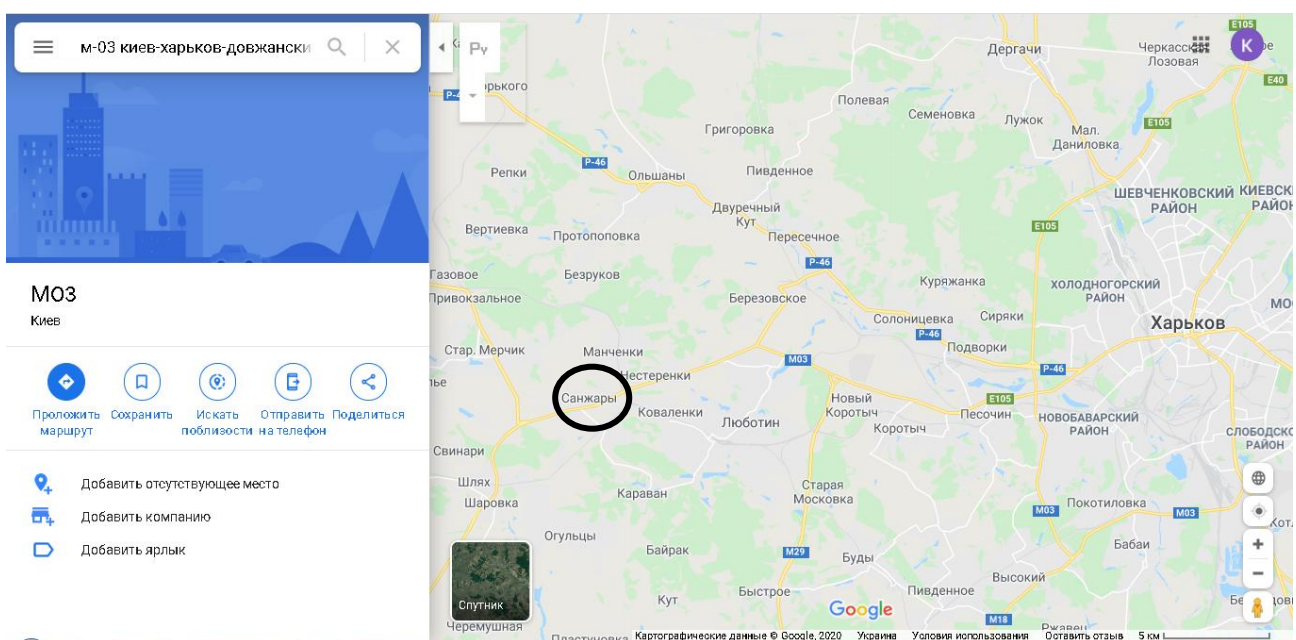 м-03 киев-харьков-довжански
М03
Киев
Проложить маршрут
Сохранить
Искать поблизости
Отправить на телефон
Поделиться
Добавить отсутствующее место
Добавить компанию
Добавить ярлык
Спутник
Ру
К
Дергачи
Черкасская Лозовая
E105
E40
Полевая
Семеновка
Лужок
Мал. Даниловка
E105
Григоровка
P-46
Репки
Ольшаны
Пивденное
ШЕВЧЕНКОВСКИЙ РАЙОН
КИЕВСКИ
РАЙОН
Двуречный Кут
Вертиевка
Протопоповка
Пересечное
E105
P-46
Газовое
Безруков
Куряжанка
ХОЛОДНОГОРСКИЙ РАЙОН
Привокзальное
Березовское
Солоницевка
Сиряки
Харьков
МО
P-46
Стар. Мерчик
Манченки
М03
Подворки
P-46
Нестеренки
Санжары
Коваленки
Новый Коротыч
E105
Песочин
НОВОБАВАРСКИЙ РАЙОН
Люботин
Коротыч
СЛОБОДСКО
РАЙОН
Свинари
Шлях
Шаровка
Караван
Старая Московка
М03
Покотиловка
М03
Огульцы
Байрак
М29
Буды
Бабаи
Высокий
Быстрое
Пивденное
Кут
Google
М18
Черемушная
Картографические данные © Google, 2020
Украина
Условия использования
Оставить отзыв
5 км